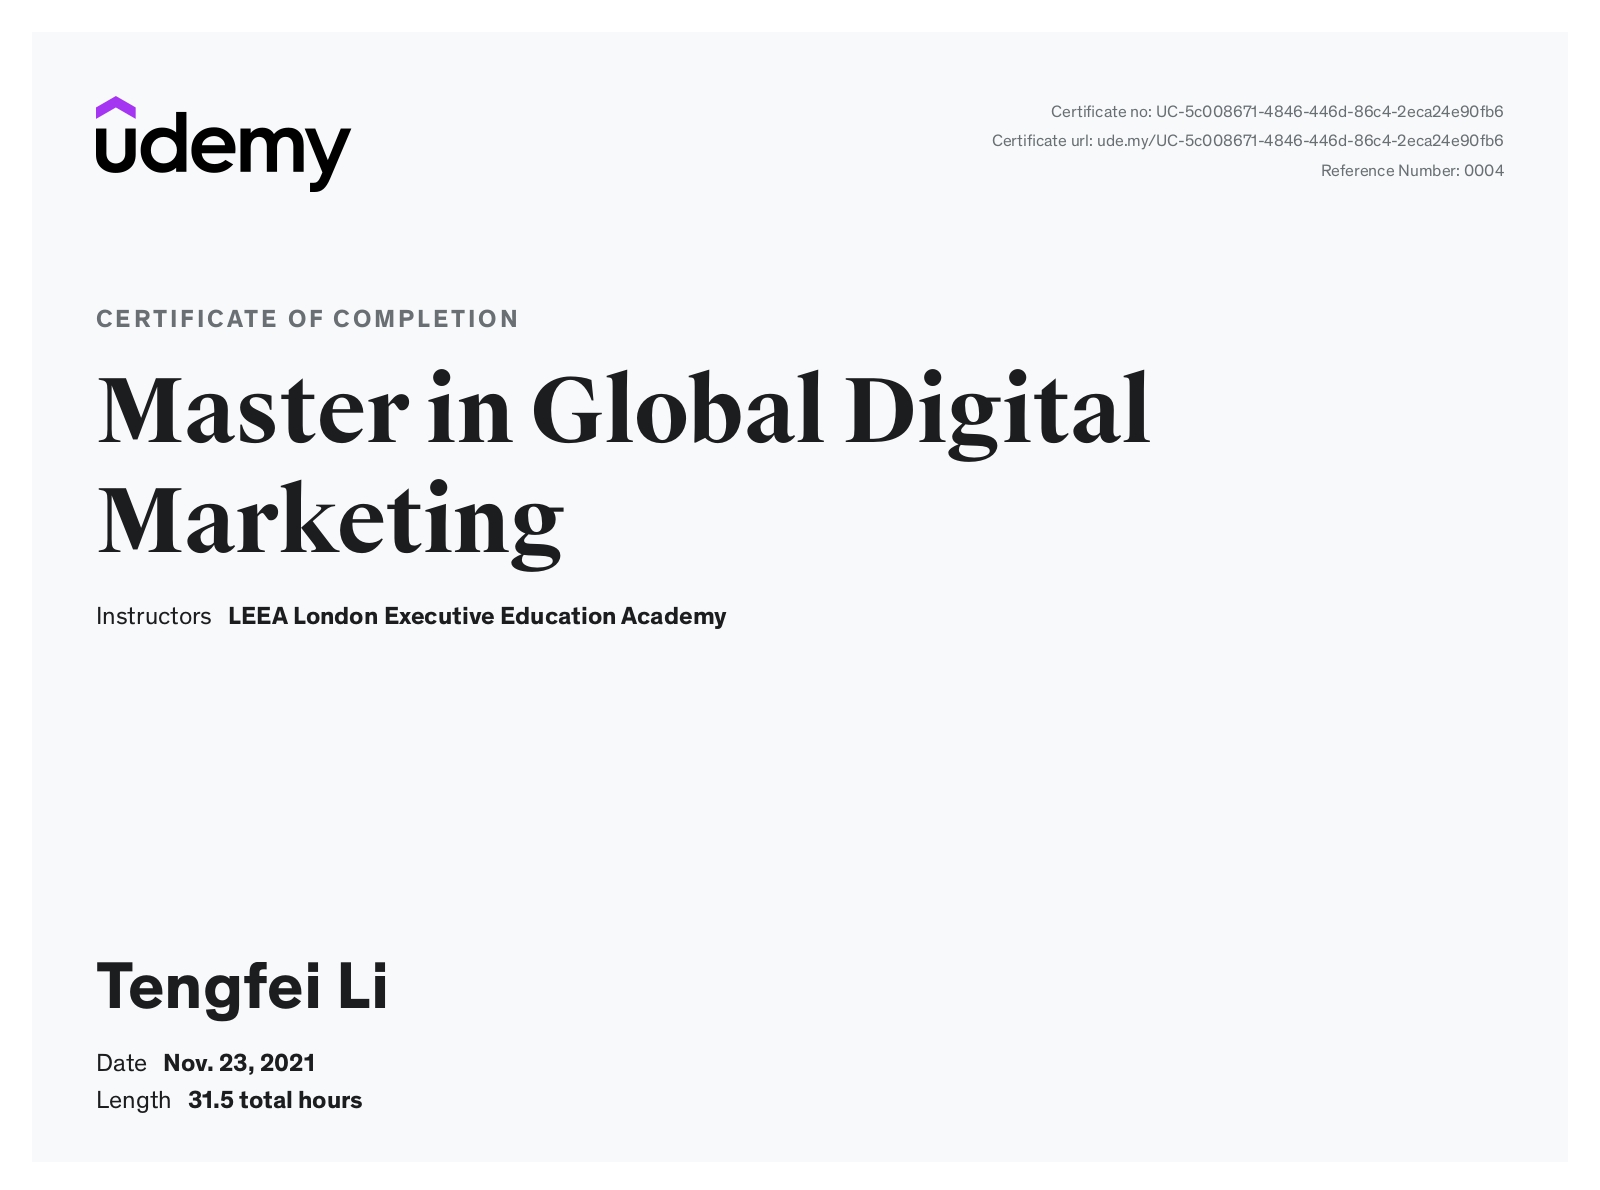 udemy
Certificate no: UC-5c008671-4846-446d-86c4-2eca24e90fb6
Certificate url: ude.my/UC-5c008671-4846-446d-86c4-2eca24e90fb6
Reference Number: 0004
CERTIFICATE OF COMPLETION
Master in Global Digital
Marketing
Instructors LEEA London Executive Education Academy
Tengfei Li
Date Nov. 23, 2021
Length 31.5 total hours